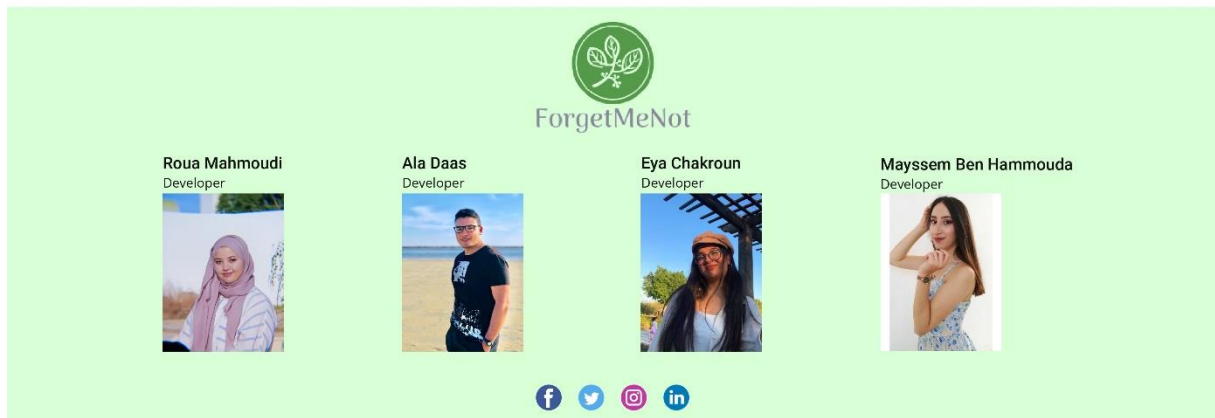 ForgetMeNot
Roua Mahmoudi
Developer
Ala Daas
Developer
Eya Chakroun
Developer
Mayssem Ben Hammouda
Developer